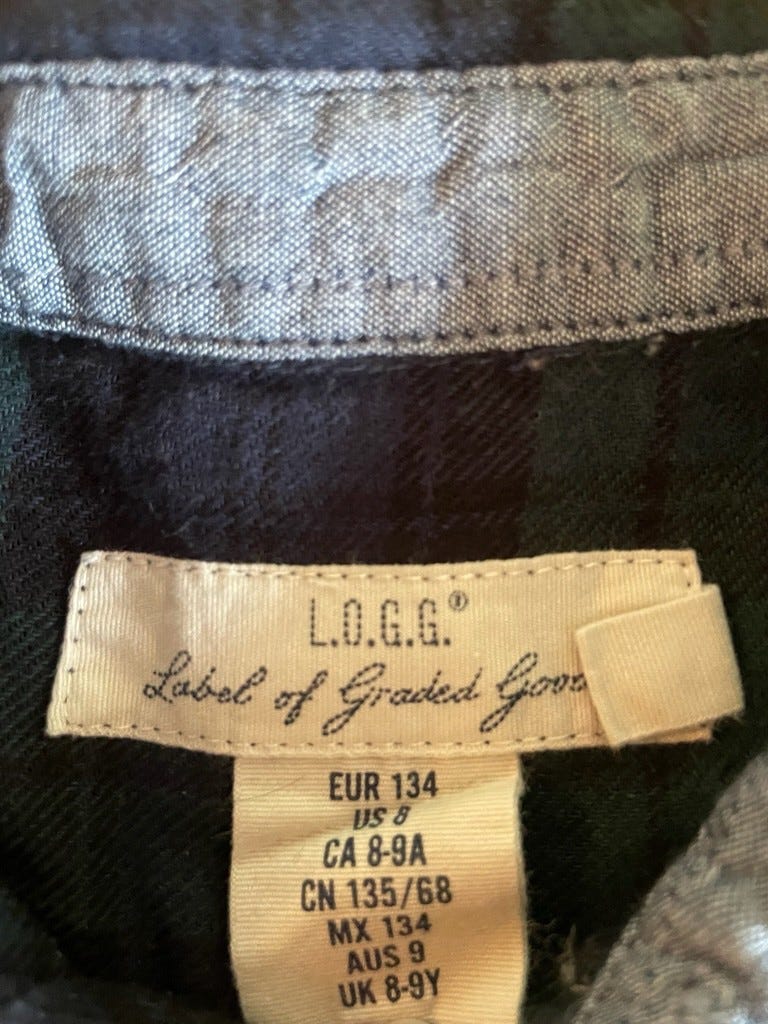 L.O.G.G.®
Label of Graded Goo
EUR 134
US 8
CA 8-9A
CN 135/68
MX 134
AUS 9
UK 8-9Y